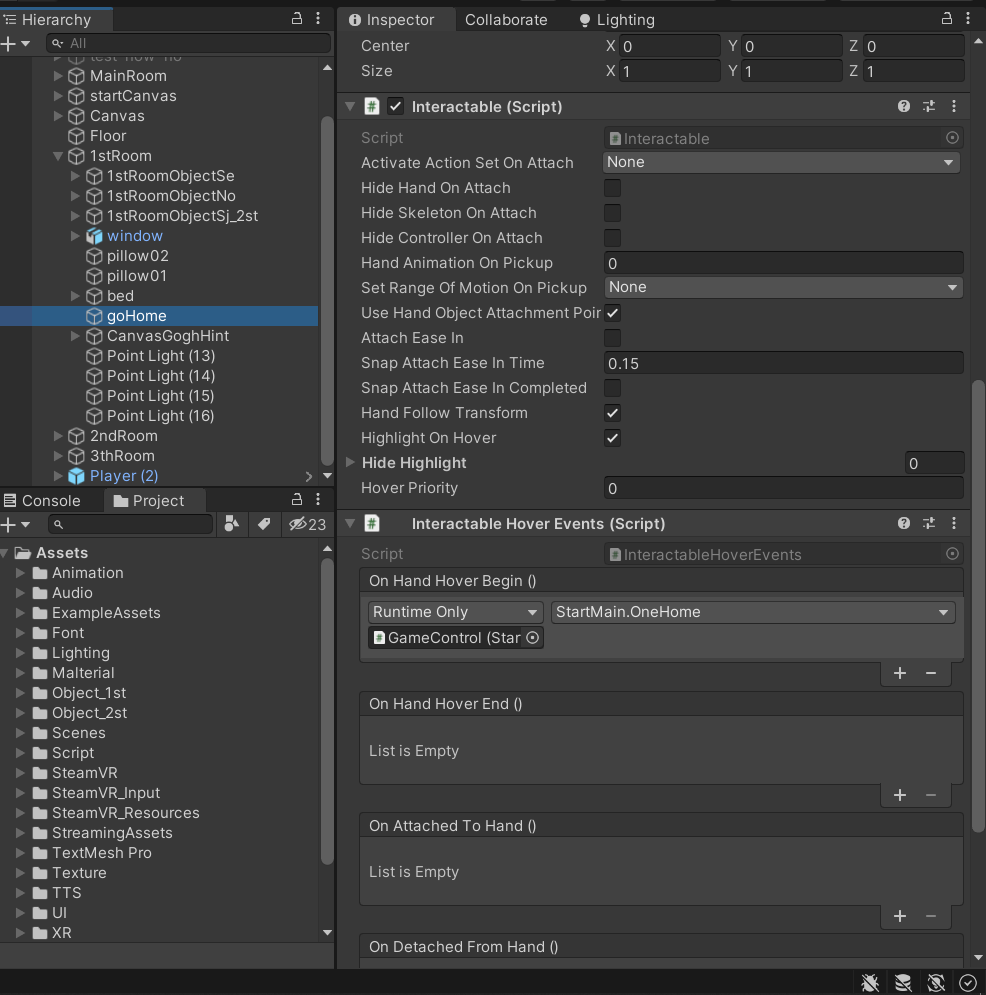 Hierarchy
All
test-now-no
MainRoom
startCanvas
Canvas
Floor
1stRoom
1stRoomObjectSe
1stRoomObjectNo
1stRoomObjectSj_2st
window
pillow02
pillow01
bed
goHome
CanvasGoghHint
Point Light (13)
Point Light (14)
Point Light (15)
Point Light (16)
2ndRoom
3thRoom
Player (2)
Console Project
23
Assets
Animation
Audio
ExampleAssets
Font
Lighting
Malterial
Object_1st
Object_2st
Scenes
Script
SteamVR
SteamVR_Input
SteamVR_Resources
StreamingAssets
TextMesh Pro
Texture
TTS
UI
XR
Inspector Collaborate Lighting
Center X 0 Y 0 Z 0
Size X 1 Y 1 Z 1
Interactable (Script)
Script Interactable
Activate Action Set On Attach None
Hide Hand On Attach
Hide Skeleton On Attach
Hide Controller On Attach
Hand Animation On Pickup 0
Set Range Of Motion On Pickup None
Use Hand Object Attachment Poin
Attach Ease In
Snap Attach Ease In Time 0.15
Snap Attach Ease In Completed
Hand Follow Transform
Highlight On Hover
Hide Highlight 0
Hover Priority 0
Interactable Hover Events (Script)
Script InteractableHoverEvents
On Hand Hover Begin ()
Runtime Only StartMain.OneHome
GameControl (Star
On Hand Hover End ()
List is Empty
On Attached To Hand ()
List is Empty
On Detached From Hand ()